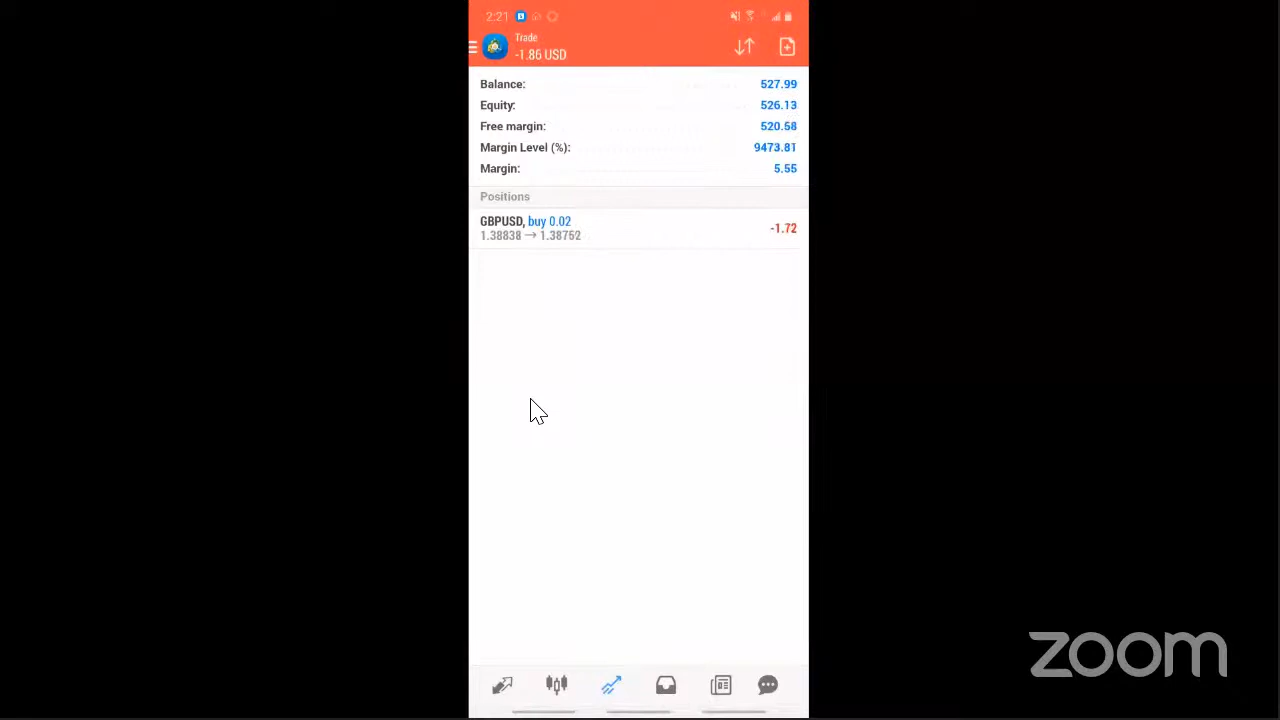 2:21
Trade
-1.86 USD
Balance: 527.99
Equity: 526.13
Free margin: 520.58
Margin Level (%): 9473.81
Margin: 5.55
Positions
GBPUSD, buy 0.02
1.38838 → 1.38752
-1.72
zoom